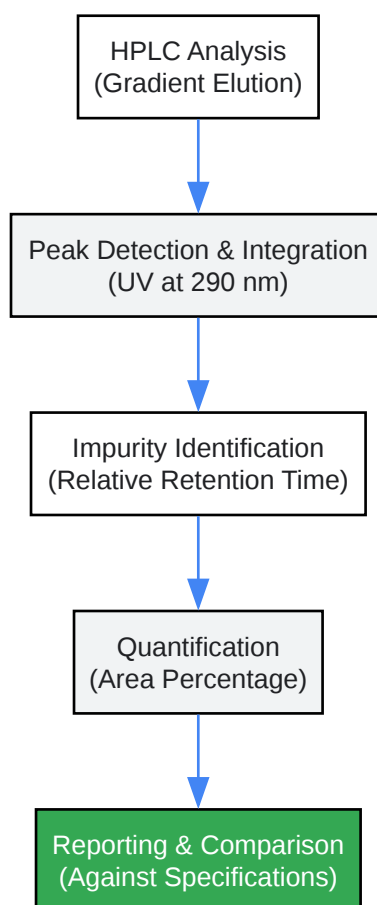 HPLC Analysis
(Gradient Elution)
Peak Detection & Integration
(UV at 290 nm)
Impurity Identification
(Relative Retention Time)
Quantification
(Area Percentage)
Reporting & Comparison
(Against Specifications)